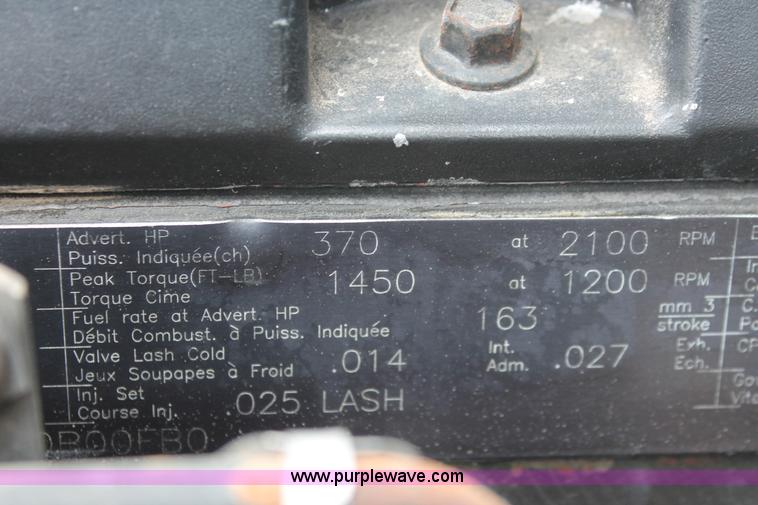 Advert. HP 370 at 2100 RPM
Puiss. Indiquée(ch)
Peak Torque(FT-LB) 1450 at 1200 RPM
Torque Cime
Fuel rate at Advert. HP 163 mm 3
Débit Combust. à Puiss. Indiquée stroke
Valve Lash Cold .014 Int. .027 Exh.
Jeux Soupapes à Froid Adm. Ech.
Inj. Set .025 LASH
Course Inj.
www.purplewave.com